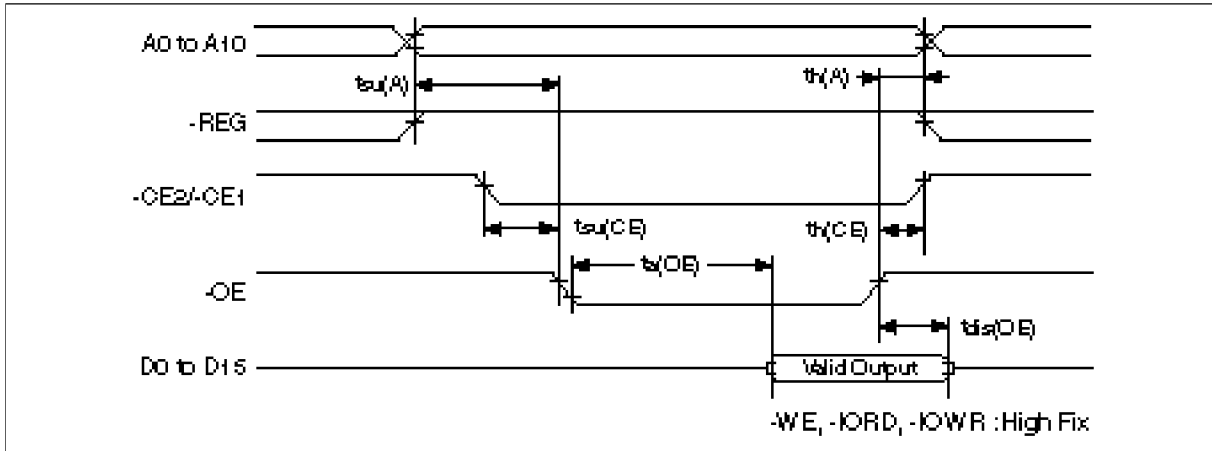 A0 to A10
tsu(A)
th(A)
-REG
-CE2/-CE1
tsu(CE)
th(CE)
ta(OE)
-OE
tdis(OE)
D0 to D15
Valid Output
-WE, -IORD, -IOWR : High Fix